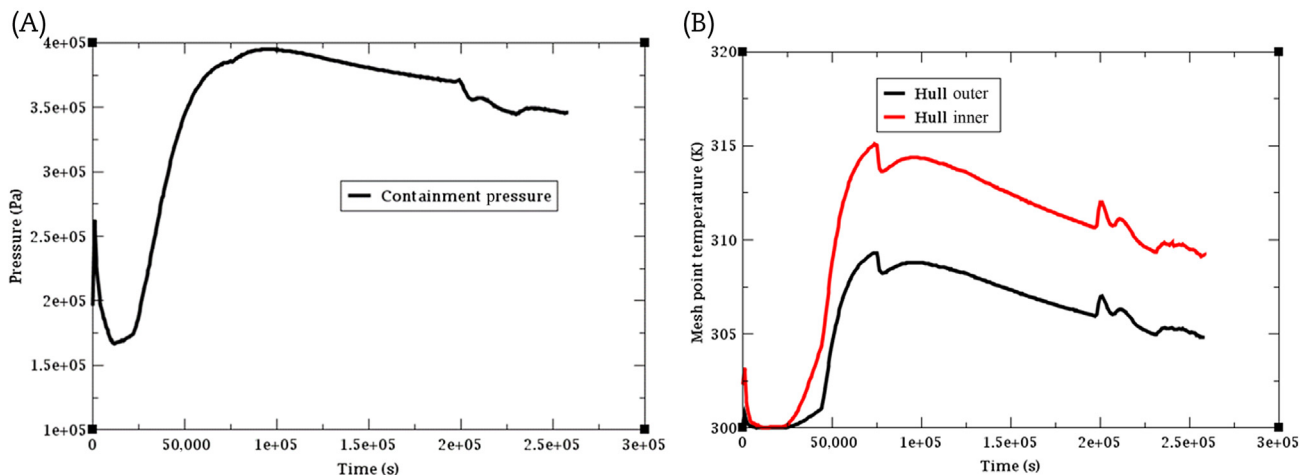 (A)
4e+05
3.5e+05
3e+05
2.5e+05
2e+05
1.5e+05
1e+05
Pressure (Pa)
Containment pressure
0
50,000
1e+05
1.5e+05
2e+05
2.5e+05
3e+05
Time (s)
(B)
320
315
310
305
300
Mesh point temperature (K)
Hull outer
Hull inner
0
50,000
1e+05
1.5e+05
2e+05
2.5e+05
3e+05
Time (s)